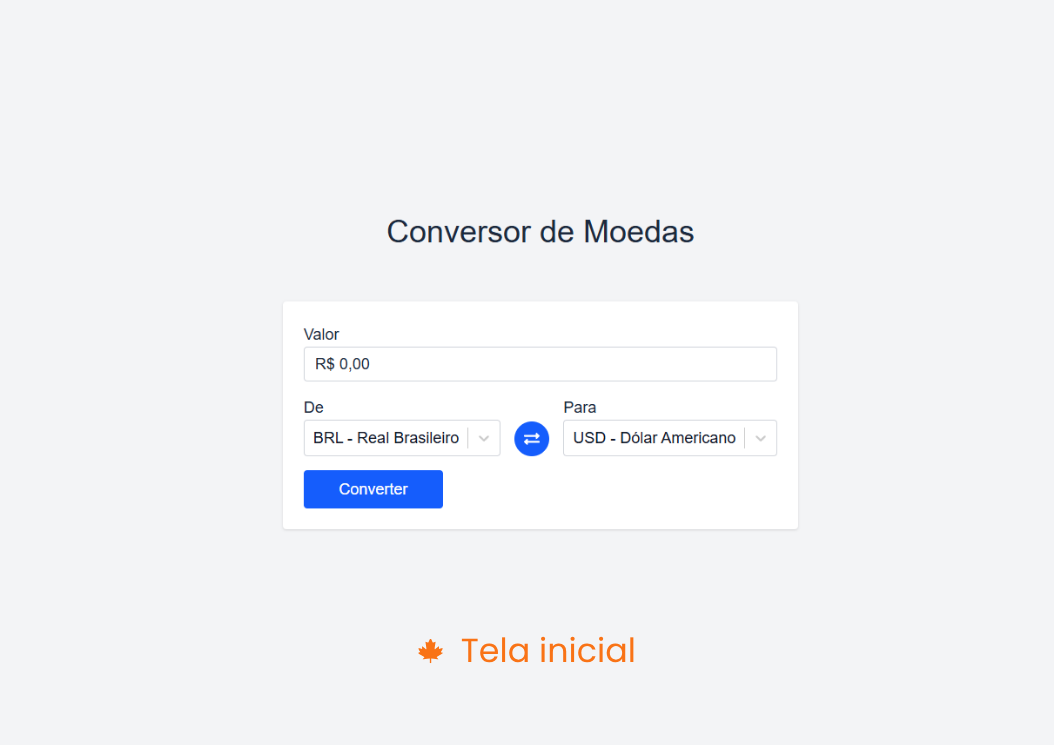 Conversor de Moedas
Valor
R$ 0,00
De
Para
BRL - Real Brasileiro
USD - Dólar Americano
Converter
Tela inicial